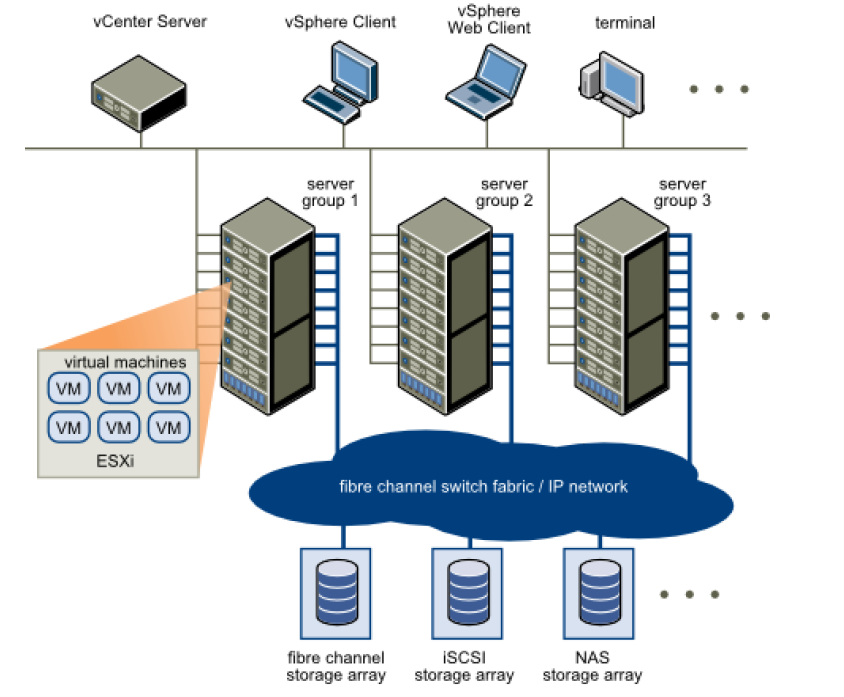 vCenter Server
vSphere Client
vSphere
Web Client
terminal
server
group 1
server
group 2
server
group 3
virtual machines
VM VM VM
VM VM VM
ESXi
fibre channel switch fabric / IP network
fibre channel
storage array
iSCSI
storage array
NAS
storage array